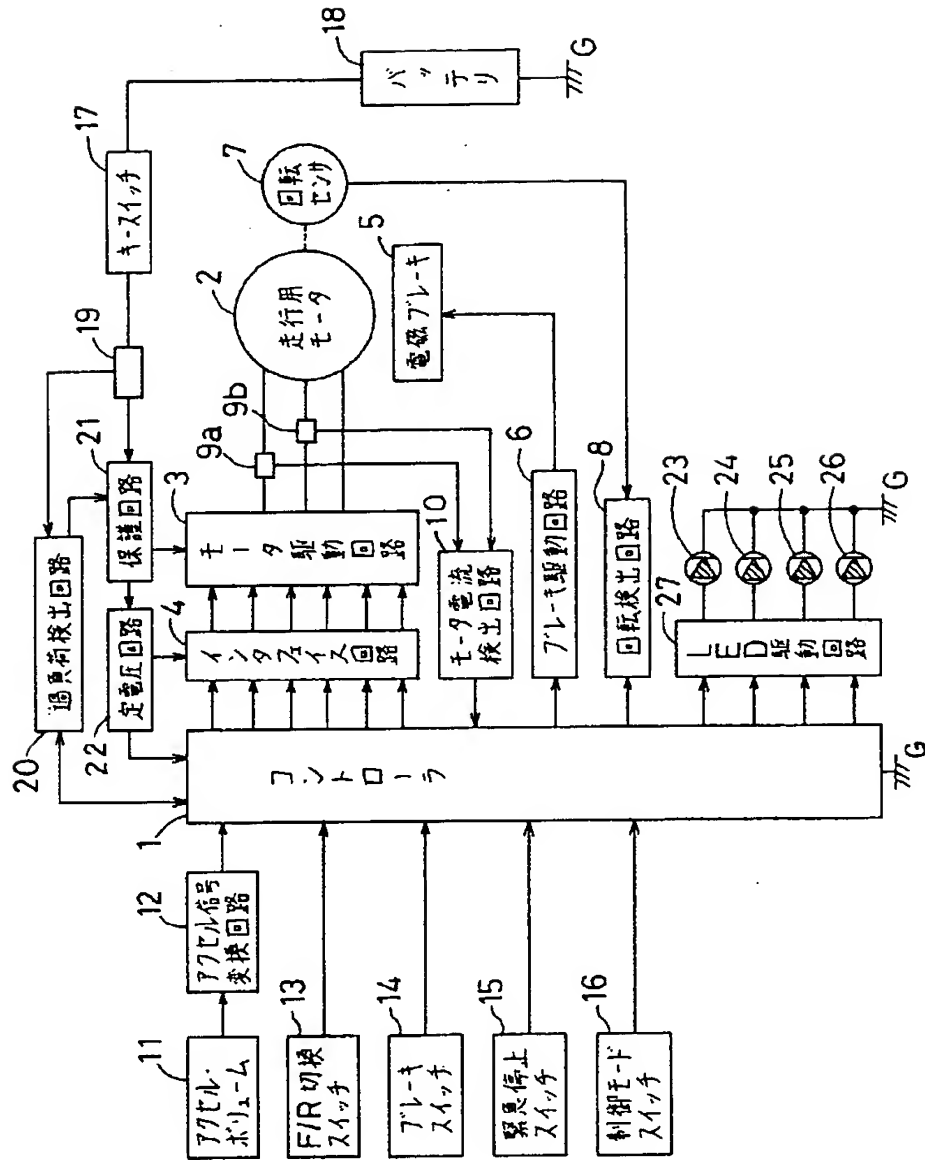 11
アクセル・
ボリューム
12
アクセル信号
変換回路
13
F/R切換
スイッチ
14
ブレーキ
スイッチ
15
緊急停止
スイッチ
16
制御モード
スイッチ
1
コントローラ
G
20
過負荷検出回路
22
定電圧回路
21
保護回路
19
17
キースイッチ
18
バッテリ
G
4
インタフェイス回路
3
モータ駆動回路
9a
9b
2
走行用
モータ
7
回転
センサ
5
電磁ブレーキ
10
モータ電流
検出回路
6
ブレーキ駆動回路
8
回転検出回路
27
LED駆動回路
23
24
25
26
G